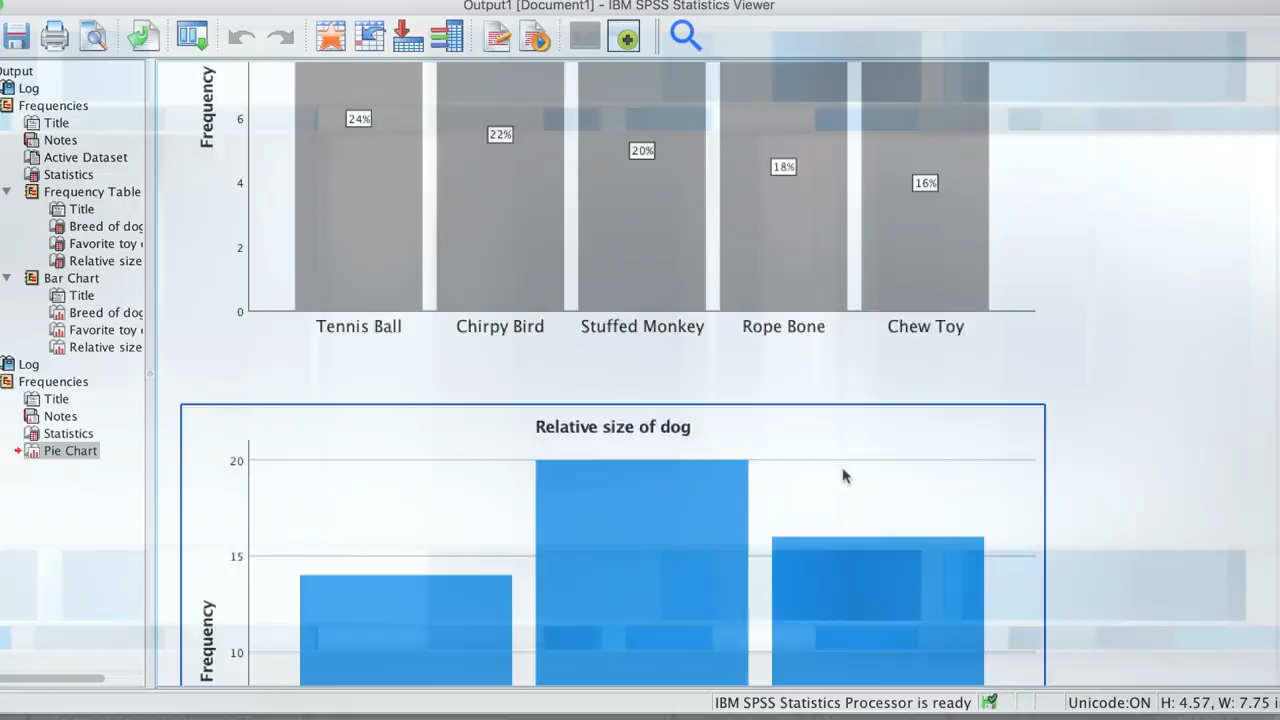 Output1 [Document1] - IBM SPSS Statistics Viewer
Output
Log
Frequencies
Title
Notes
Active Dataset
Statistics
Frequency Table
Title
Breed of dog
Favorite toy
Relative size
Bar Chart
Title
Breed of dog
Favorite toy
Relative size
Log
Frequencies
Title
Notes
Statistics
Pie Chart
Frequency
6
4
2
0
24%
22%
20%
18%
16%
Tennis Ball
Chirpy Bird
Stuffed Monkey
Rope Bone
Chew Toy
Relative size of dog
Frequency
20
15
10
IBM SPSS Statistics Processor is ready
Unicode:ON
H: 4.57, W: 7.75 i